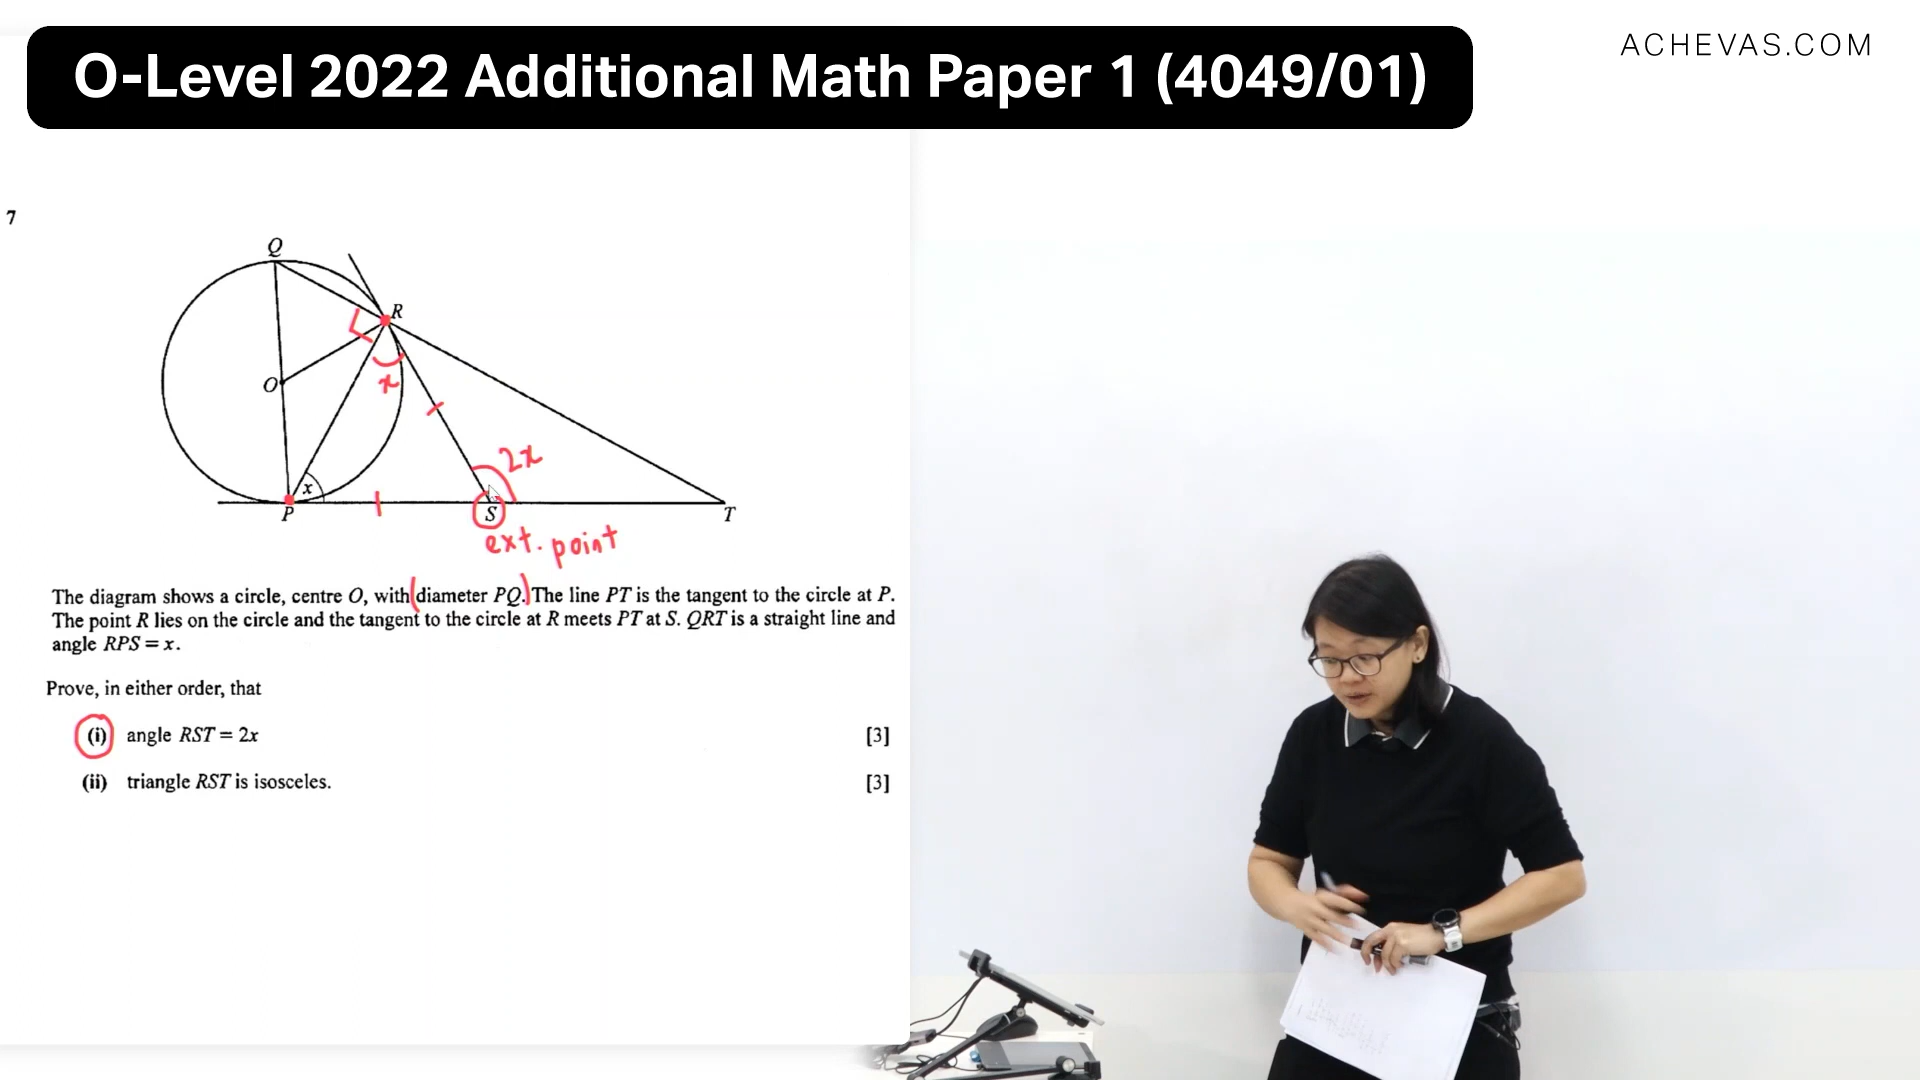 O-Level 2022 Additional Math Paper 1 (4049/01)
ACHEVAS.COM
7
Q
R
O
x
2x
x
P
S
T
ext. point
The diagram shows a circle, centre O, with diameter PQ. The line PT is the tangent to the circle at P.
The point R lies on the circle and the tangent to the circle at R meets PT at S. QRT is a straight line and
angle RPS = x.
Prove, in either order, that
(i) angle RST = 2x [3]
(ii) triangle RST is isosceles. [3]